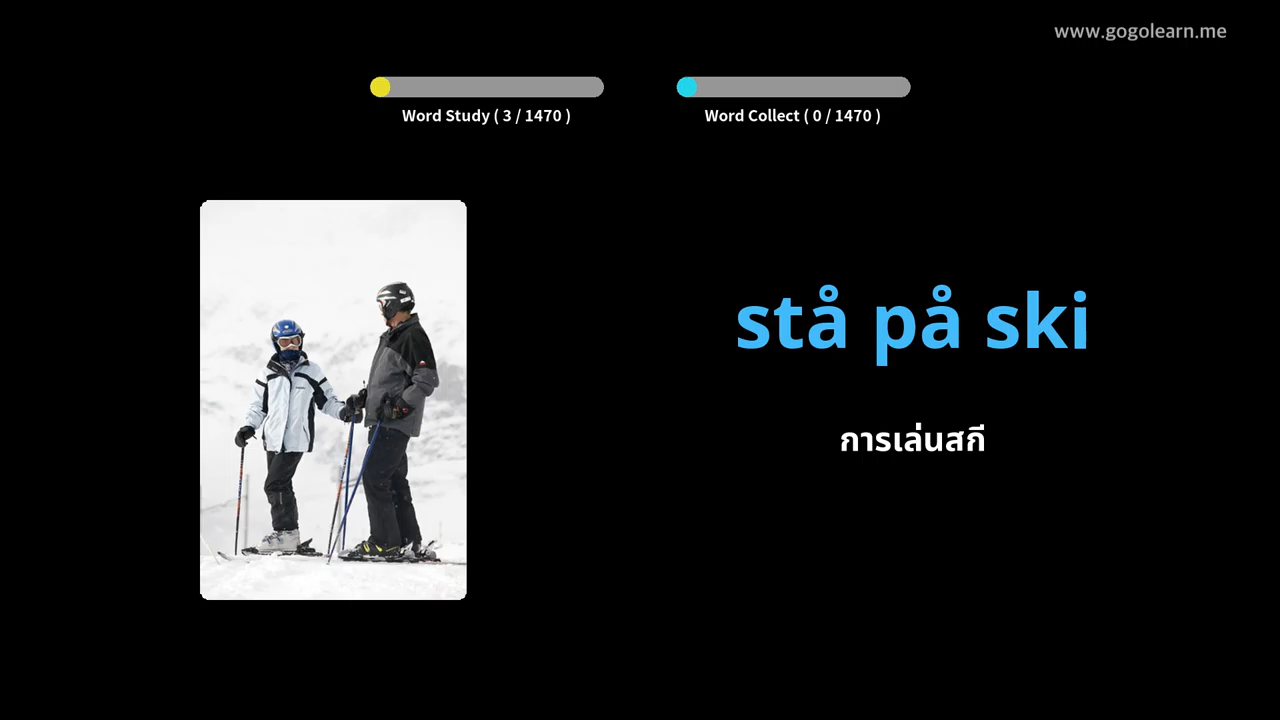 www.gogolearn.me
Word Study ( 3 / 1470 )
Word Collect ( 0 / 1470 )
stå på ski
การเล่นสกี